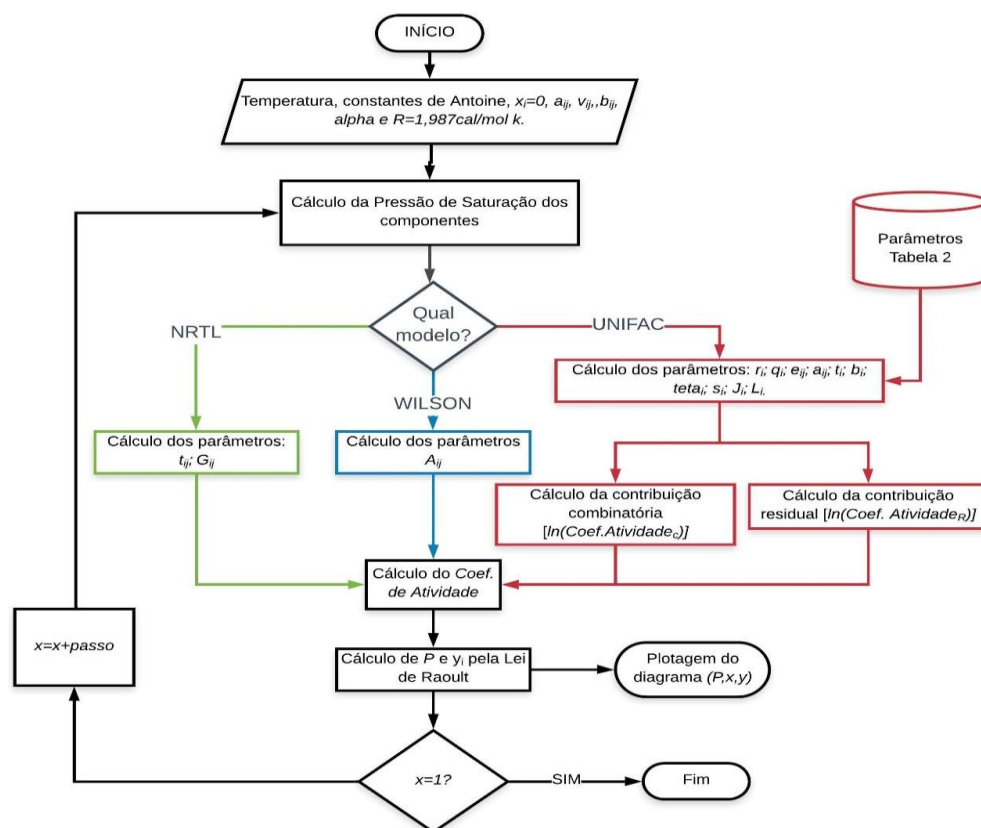 INÍCIO
Temperatura, constantes de Antoine, xi=0, aij, vij,,bij,
alpha e R=1,987cal/mol k.
Cálculo da Pressão de Saturação dos
componentes
Parâmetros
Tabela 2
Qual
modelo?
NRTL
UNIFAC
WILSON
Cálculo dos parâmetros: ri; qi; eij; aij; ti; bi;
tetai; si; Ji; Li.
Cálculo dos parâmetros:
tij; Gij
Cálculo dos parâmetros
Aij
Cálculo da contribuição
combinatória
[ln(Coef.Atividadec)]
Cálculo da contribuição
residual [ln(Coef. AtividadeR)]
Cálculo do Coef.
de Atividade
x=x+passo
Cálculo de P e yi pela Lei
de Raoult
Plotagem do
diagrama (P,x,y)
x=1?
SIM
Fim